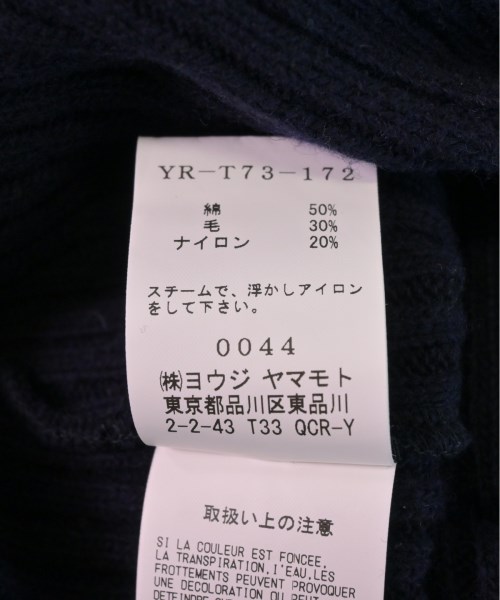 YR-T73-172
綿 50%
毛 30%
ナイロン 20%
スチームで、浮かしアイロン
をして下さい。
0044
㈱ヨウジ ヤマモト
東京都品川区東品川
2-2-43 T33 QCR-Y
取扱い上の注意
SI LA COULEUR EST FONCEE,
LA TRANSPIRATION, I'EAU, LES
FROTTEMENTS PEUVENT PROVOQUER
UNE DECOLORATION OU PEUT
DETEINDRE